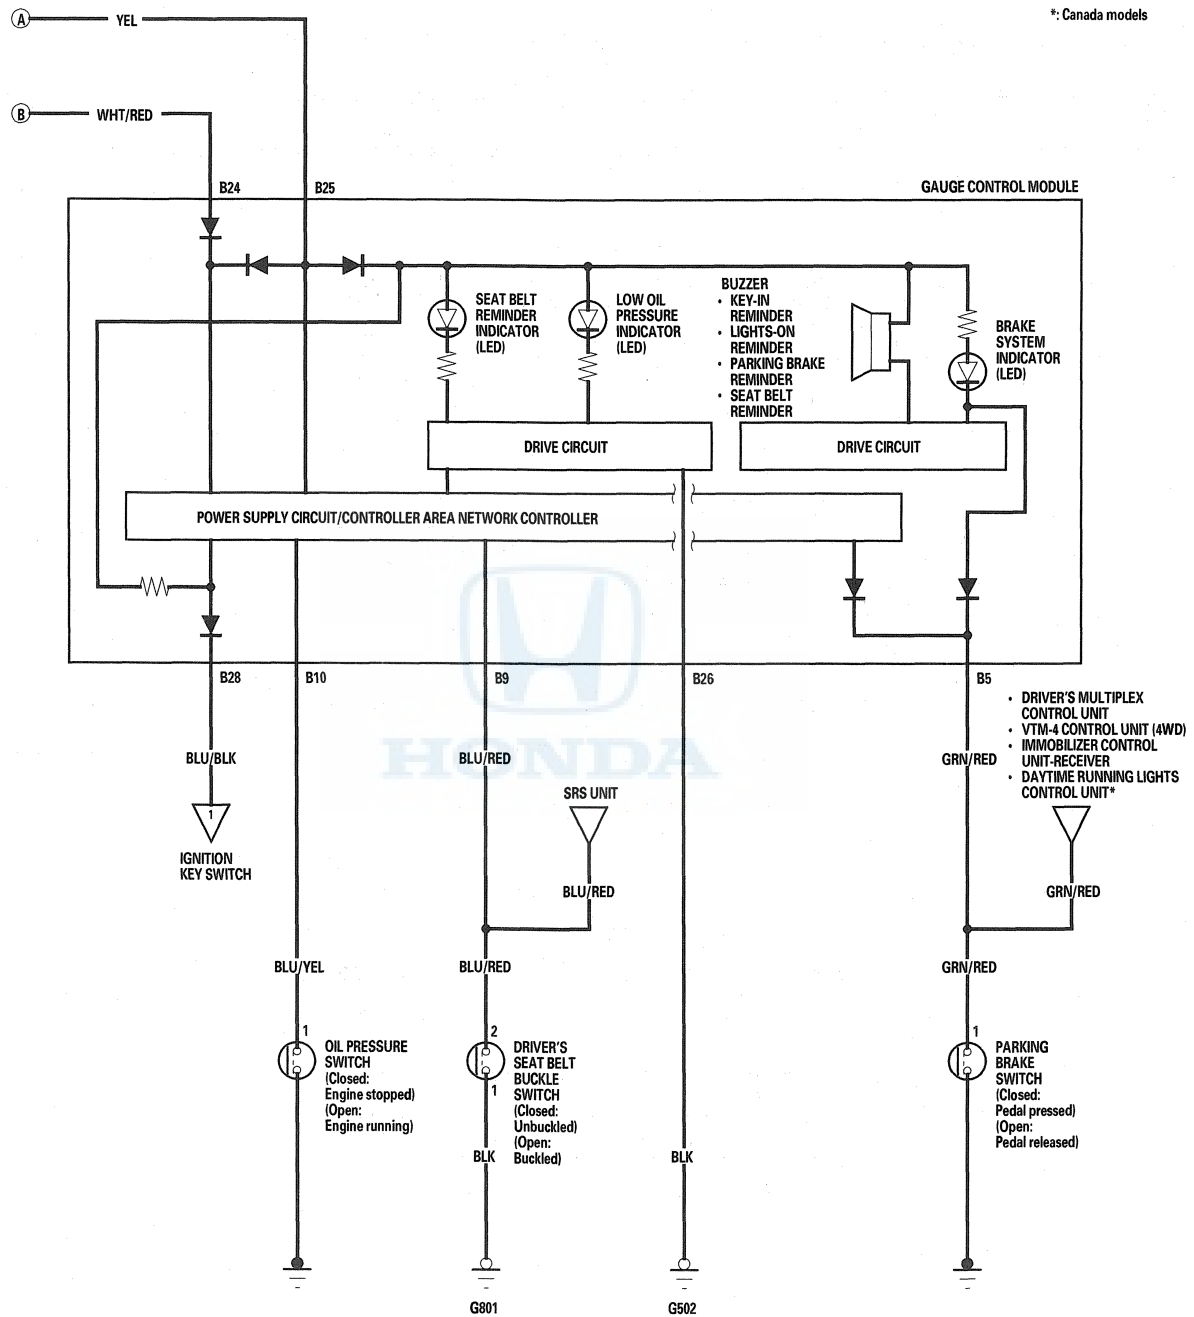 A
YEL
*: Canada models
B
WHT/RED
B24
B25
GAUGE CONTROL MODULE
SEAT BELT
REMINDER
INDICATOR
(LED)
LOW OIL
PRESSURE
INDICATOR
(LED)
BUZZER
• KEY-IN
REMINDER
• LIGHTS-ON
REMINDER
• PARKING BRAKE
REMINDER
• SEAT BELT
REMINDER
BRAKE
SYSTEM
INDICATOR
(LED)
DRIVE CIRCUIT
DRIVE CIRCUIT
POWER SUPPLY CIRCUIT/CONTROLLER AREA NETWORK CONTROLLER
B28
B10
B9
B26
B5
• DRIVER'S MULTIPLEX
CONTROL UNIT
• VTM-4 CONTROL UNIT (4WD)
• IMMOBILIZER CONTROL
UNIT-RECEIVER
• DAYTIME RUNNING LIGHTS
CONTROL UNIT*
HONDA
BLU/BLK
BLU/RED
GRN/RED
SRS UNIT
1
IGNITION
KEY SWITCH
BLU/RED
GRN/RED
BLU/YEL
BLU/RED
GRN/RED
1
OIL PRESSURE
SWITCH
(Closed:
Engine stopped)
(Open:
Engine running)
2
1
DRIVER'S
SEAT BELT
BUCKLE
SWITCH
(Closed:
Unbuckled)
(Open:
Buckled)
1
PARKING
BRAKE
SWITCH
(Closed:
Pedal pressed)
(Open:
Pedal released)
BLK
BLK
G801
G502